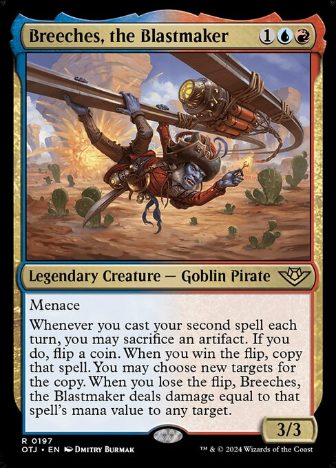 Breeches, the Blastmaker 1
Legendary Creature — Goblin Pirate
Menace
Whenever you cast your second spell each
turn, you may sacrifice an artifact. If you
do, flip a coin. When you win the flip, copy
that spell. You may choose new targets for
the copy. When you lose the flip, Breeches,
the Blastmaker deals damage equal to that
spell's mana value to any target.
3/3
R 0197
OTJ • EN DMITRY BURMAK
™ & © 2024 Wizards of the Coast